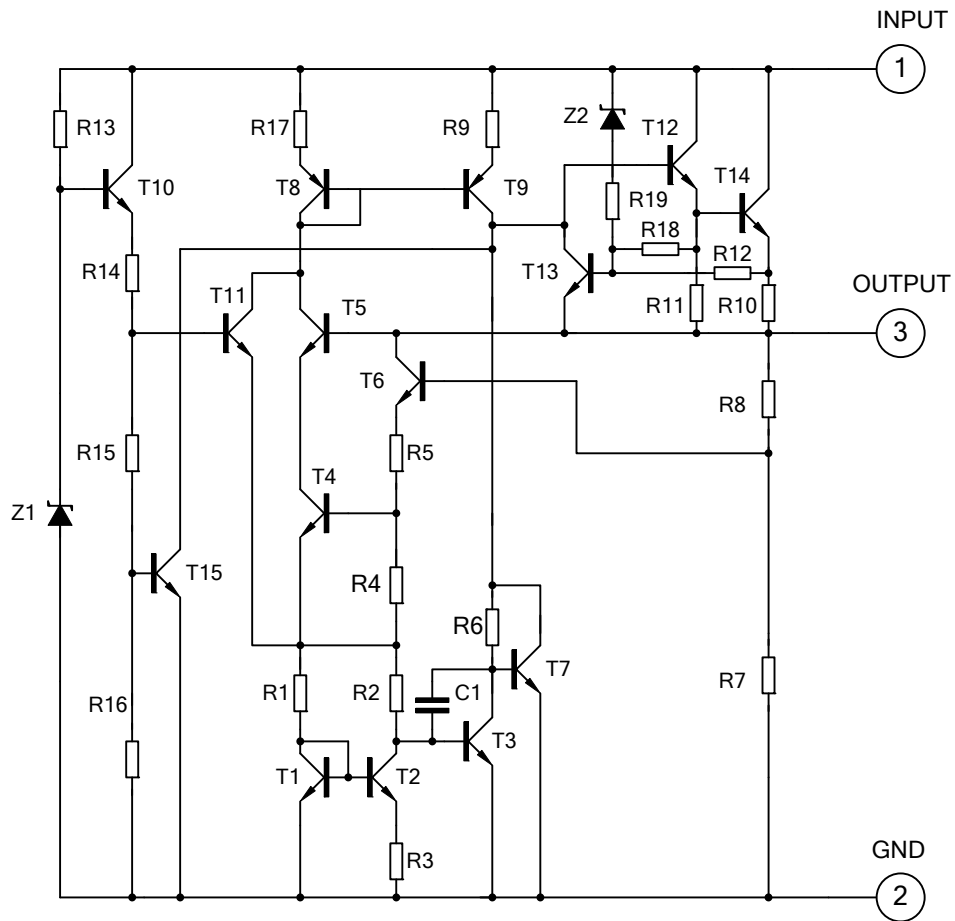 INPUT
1
R13
R17
R9
Z2
T12
T10
T8
T9
T14
R19
R18
R14
T13
R12
T11
T5
R11
R10
OUTPUT
3
T6
R8
R15
R5
T4
Z1
T15
R4
R6
T7
R1
R2
C1
R7
R16
T3
T1
T2
R3
GND
2